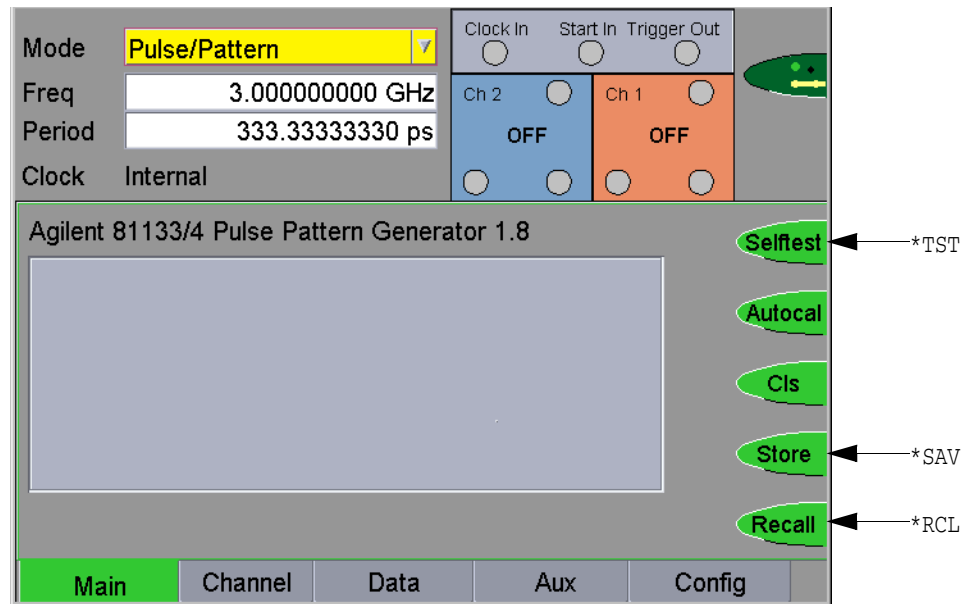 Mode Pulse/Pattern
Freq 3.000000000 GHz
Period 333.33333330 ps
Clock Internal
Clock In Start In Trigger Out
Ch 2 Ch 1
OFF OFF
Agilent 81133/4 Pulse Pattern Generator 1.8
Selftest *TST
Autocal
Cls
Store *SAV
Recall *RCL
Main Channel Data Aux Config